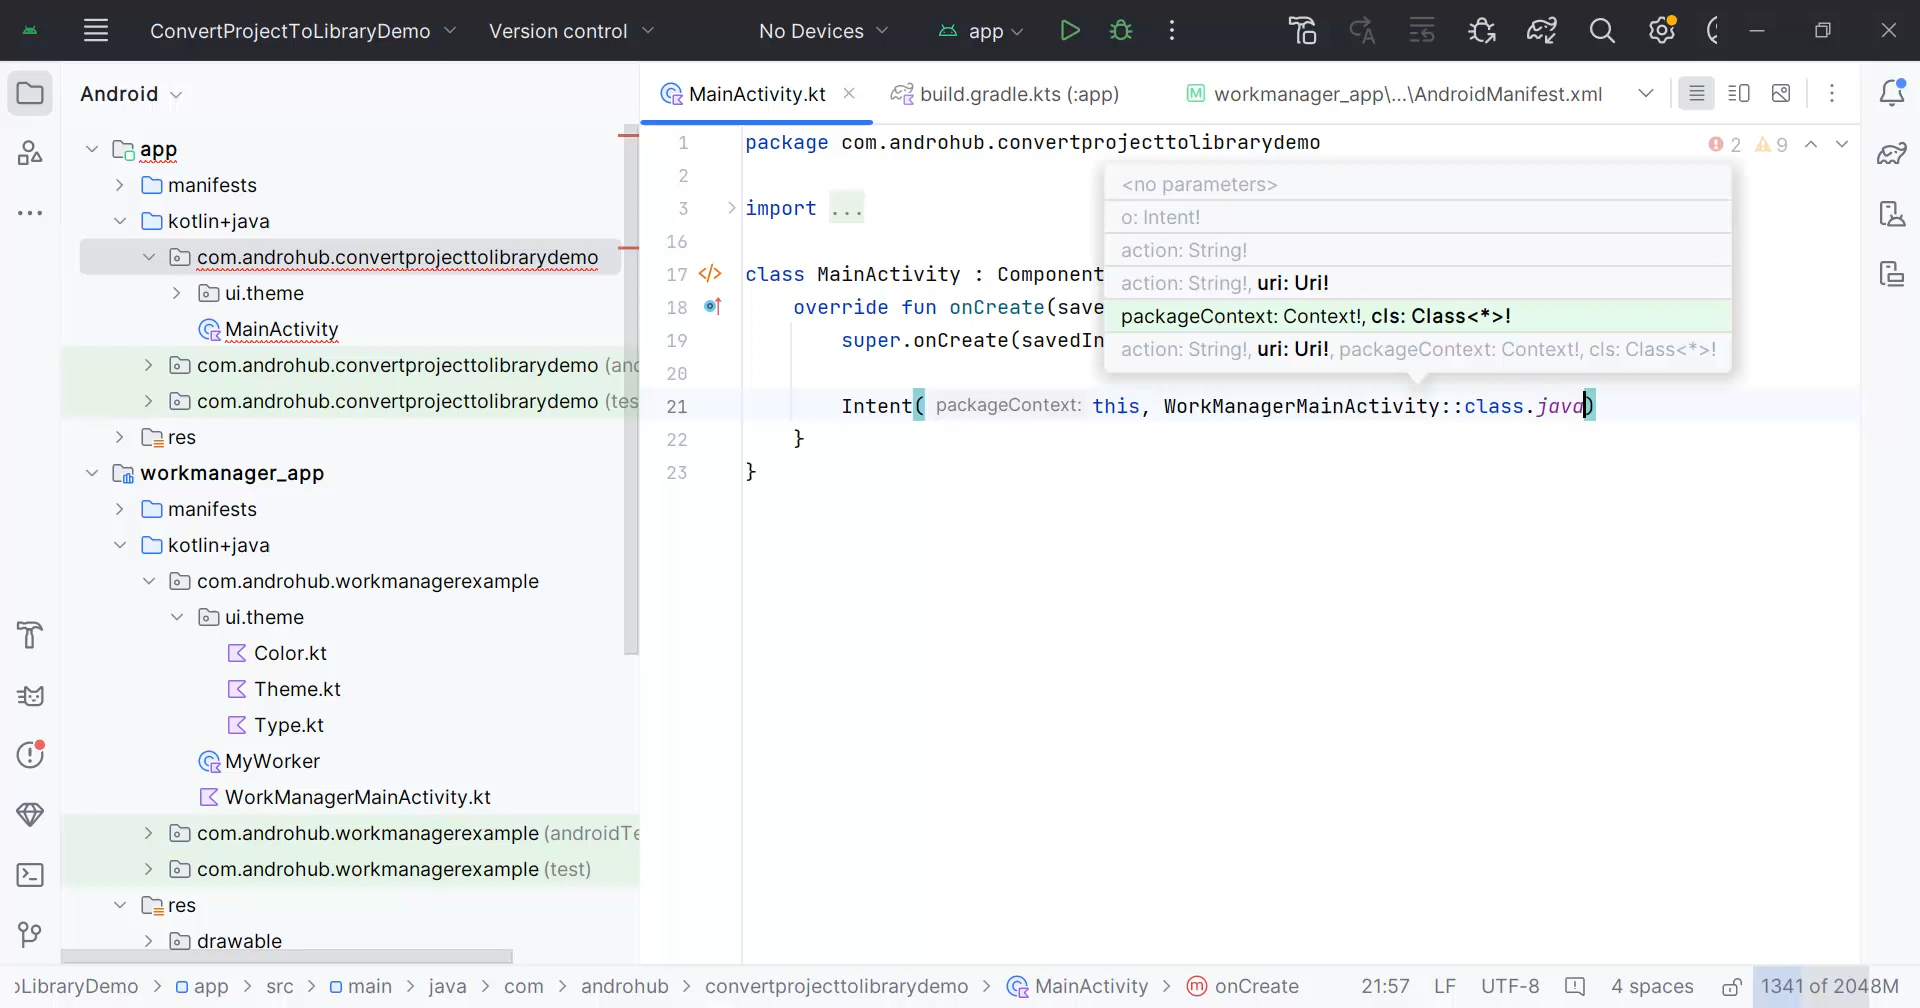 ConvertProjectToLibraryDemo Version control No Devices app
Android
app
manifests
kotlin+java
com.androhub.convertprojecttolibrarydemo
ui.theme
MainActivity
com.androhub.convertprojecttolibrarydemo (anc
com.androhub.convertprojecttolibrarydemo (tes
res
workmanager_app
manifests
kotlin+java
com.androhub.workmanagerexample
ui.theme
Color.kt
Theme.kt
Type.kt
MyWorker
WorkManagerMainActivity.kt
com.androhub.workmanagerexample (androidTe
com.androhub.workmanagerexample (test)
res
drawable
MainActivity.kt build.gradle.kts (:app) workmanager_app\...\AndroidManifest.xml
2 9
1 package com.androhub.convertprojecttolibrarydemo
2
3 import ...
16
17 class MainActivity : Component
18 override fun onCreate(save
19 super.onCreate(savedIn
20
21 Intent( packageContext: this, WorkManagerMainActivity::class.java)
22 }
23 }
<no parameters>
o: Intent!
action: String!
action: String!, uri: Uri!
packageContext: Context!, cls: Class<*>!
action: String!, uri: Uri!, packageContext: Context!, cls: Class<*>!
oLibraryDemo > app > src > main > java > com > androhub > convertprojecttolibrarydemo > MainActivity > onCreate 21:57 LF UTF-8 4 spaces 1341 of 2048M